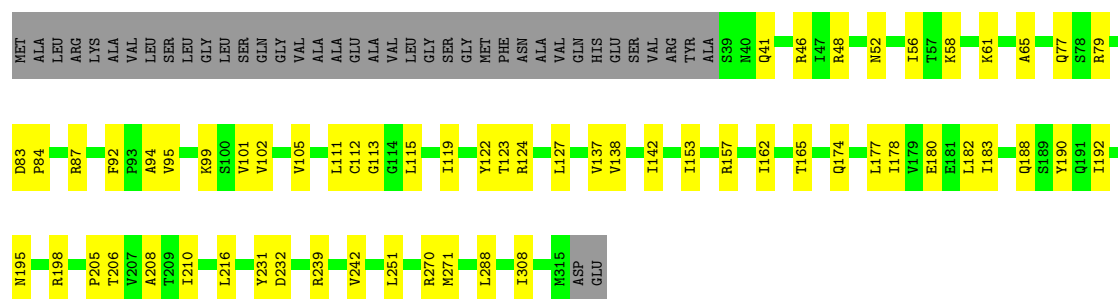 MET ALA LEU ARG LYS ALA VAL LEU SER LEU GLY LEU SER GLN GLY VAL ALA ALA GLU ALA VAL LEU GLY SER GLY MET PHE ASN ALA VAL GLN HIS GLU SER VAL ARG TYR ALA S39 N40 Q41 R46 I47 R48 N52 I56 T57 K58 K61 A65 Q77 S78 R79
D83 P84 R87 F92 P93 A94 V95 K99 S100 V101 V102 V105 L111 C112 G113 G114 L115 I119 Y122 T123 R124 L127 V137 V138 I142 I153 R157 I162 T165 Q174 L177 I178 V179 E180 E181 L182 I183 Q188 S189 Y190 Q191 I192
N195 R198 P205 T206 V207 A208 T209 I210 L216 Y231 D232 R239 V242 L251 R270 M271 L288 I308 M315 ASP GLU